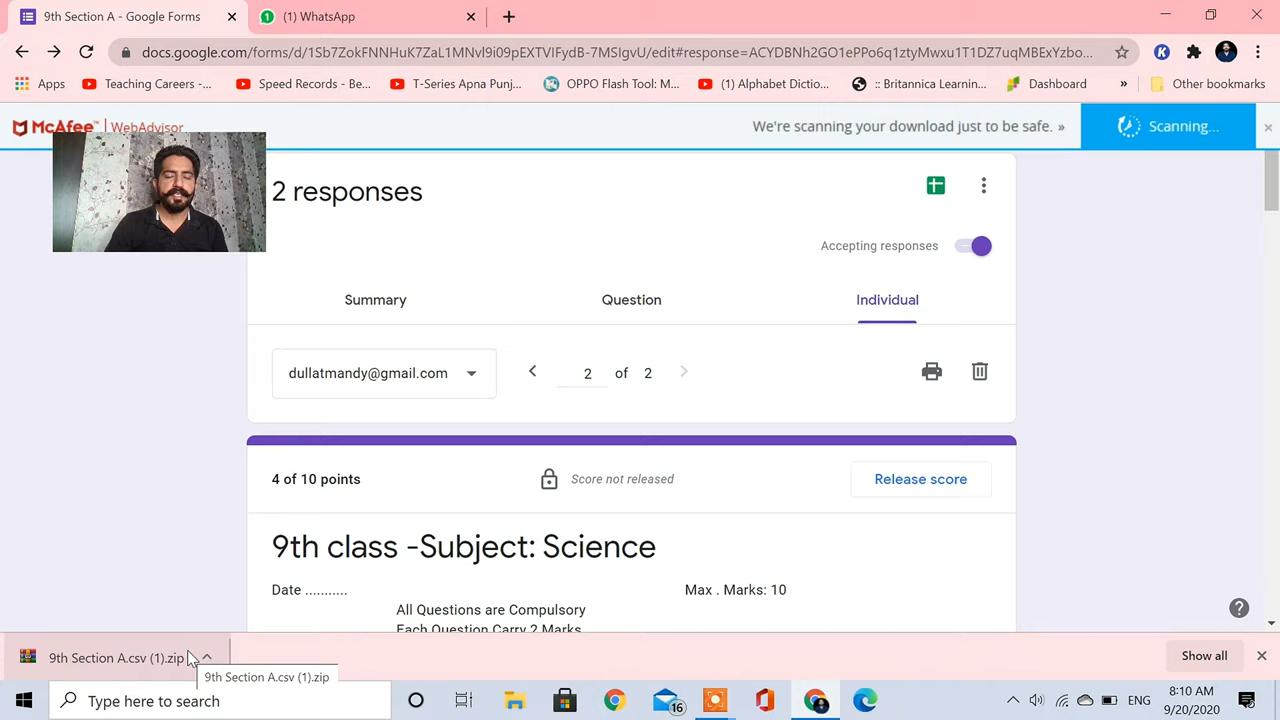 9th Section A - Google Forms
(1) WhatsApp
docs.google.com/forms/d/1Sb7ZokFNNHuK7ZaL1MNvl9i09pEXTVIFydB-7MSIgvU/edit#response=ACYDBNh2GO1ePPo6q1ztyMwxu1T1DZ7uqMBExYzbo...
Apps
Teaching Careers -...
Speed Records - Be...
T-Series Apna Punj...
OPPO Flash Tool: M...
(1) Alphabet Dictio...
:: Britannica Learnin...
Dashboard
»
Other bookmarks
McAfee™ | WebAdvisor
We're scanning your download just to be safe. »
Scanning...
2 responses
Accepting responses
Summary
Question
Individual
dullatmandy@gmail.com
2 of 2
4 of 10 points
Score not released
Release score
9th class -Subject: Science
Date ...........
Max . Marks: 10
All Questions are Compulsory
Each Question Carry 2 Marks
9th Section A.csv (1).zip
Show all
9th Section A.csv (1).zip
Type here to search
16
ENG
8:10 AM
9/20/2020